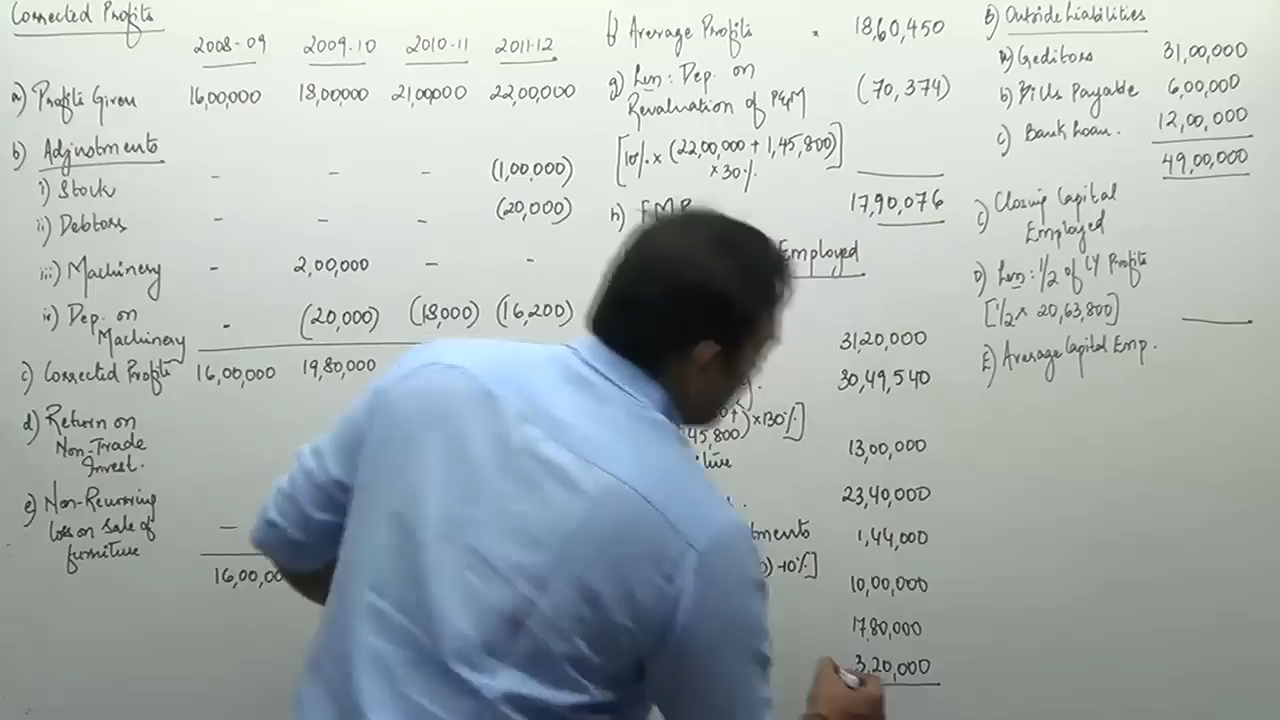 Corrected Profits
2008-09 2009-10 2010-11 2011-12
a) Profits Given 16,00,000 18,00,000 21,00,000 22,00,000
b) Adjustments
i) Stock - - - (1,00,000)
ii) Debtors - - - (20,000)
iii) Machinery - 2,00,000 - -
iv) Dep. on - (20,000) (18,000) (16,200)
Machinery
c) Corrected Profits 16,00,000 19,80,000
d) Return on
Non-Trade
Invest.
e) Non-Recurring
loss on sale of -
furniture
16,00,00
f) Average Profits 18,60,450
g) Less: Dep. on
Revaluation of P&M (70,374)
[10% x (22,00,000 + 1,45,800)
x 30%]
h) FMP 17,90,076
Employed
31,20,000
30,49,540
45,800) x 130%]
13,00,000
23,40,000
tments 1,44,000
) -10%] 10,00,000
17,80,000
3,20,000
B) Outside Liabilities
a) Creditors 31,00,000
b) Bills Payable 6,00,000
c) Bank Loan. 12,00,000
49,00,000
C) Closing Capital
Employed
D) Less: 1/2 of CY Profits
[1/2 x 20,63,800]
E) Average Capital Emp.